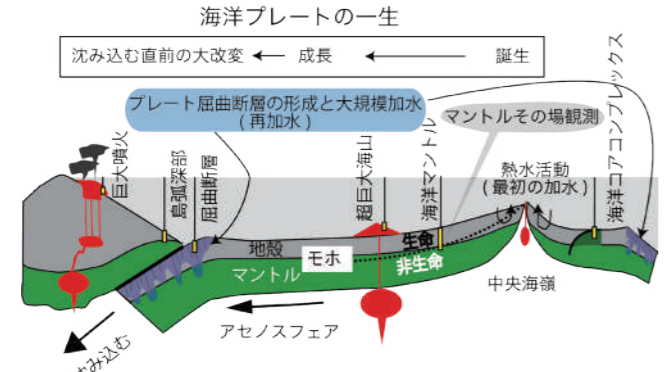 海洋プレートの一生
沈み込む直前の大改変 ← 成長 ← 誕生
プレート屈曲断層の形成と大規模加水
(再加水)
マントルその場観測
巨大噴火
島弧深部
屈曲断層
超巨大海山
海洋マントル
熱水活動
(最初の加水)
海洋コアコンプレックス
地殻
モホ
生命
非生命
マントル
中央海嶺
アセノスフェア
沈み込む